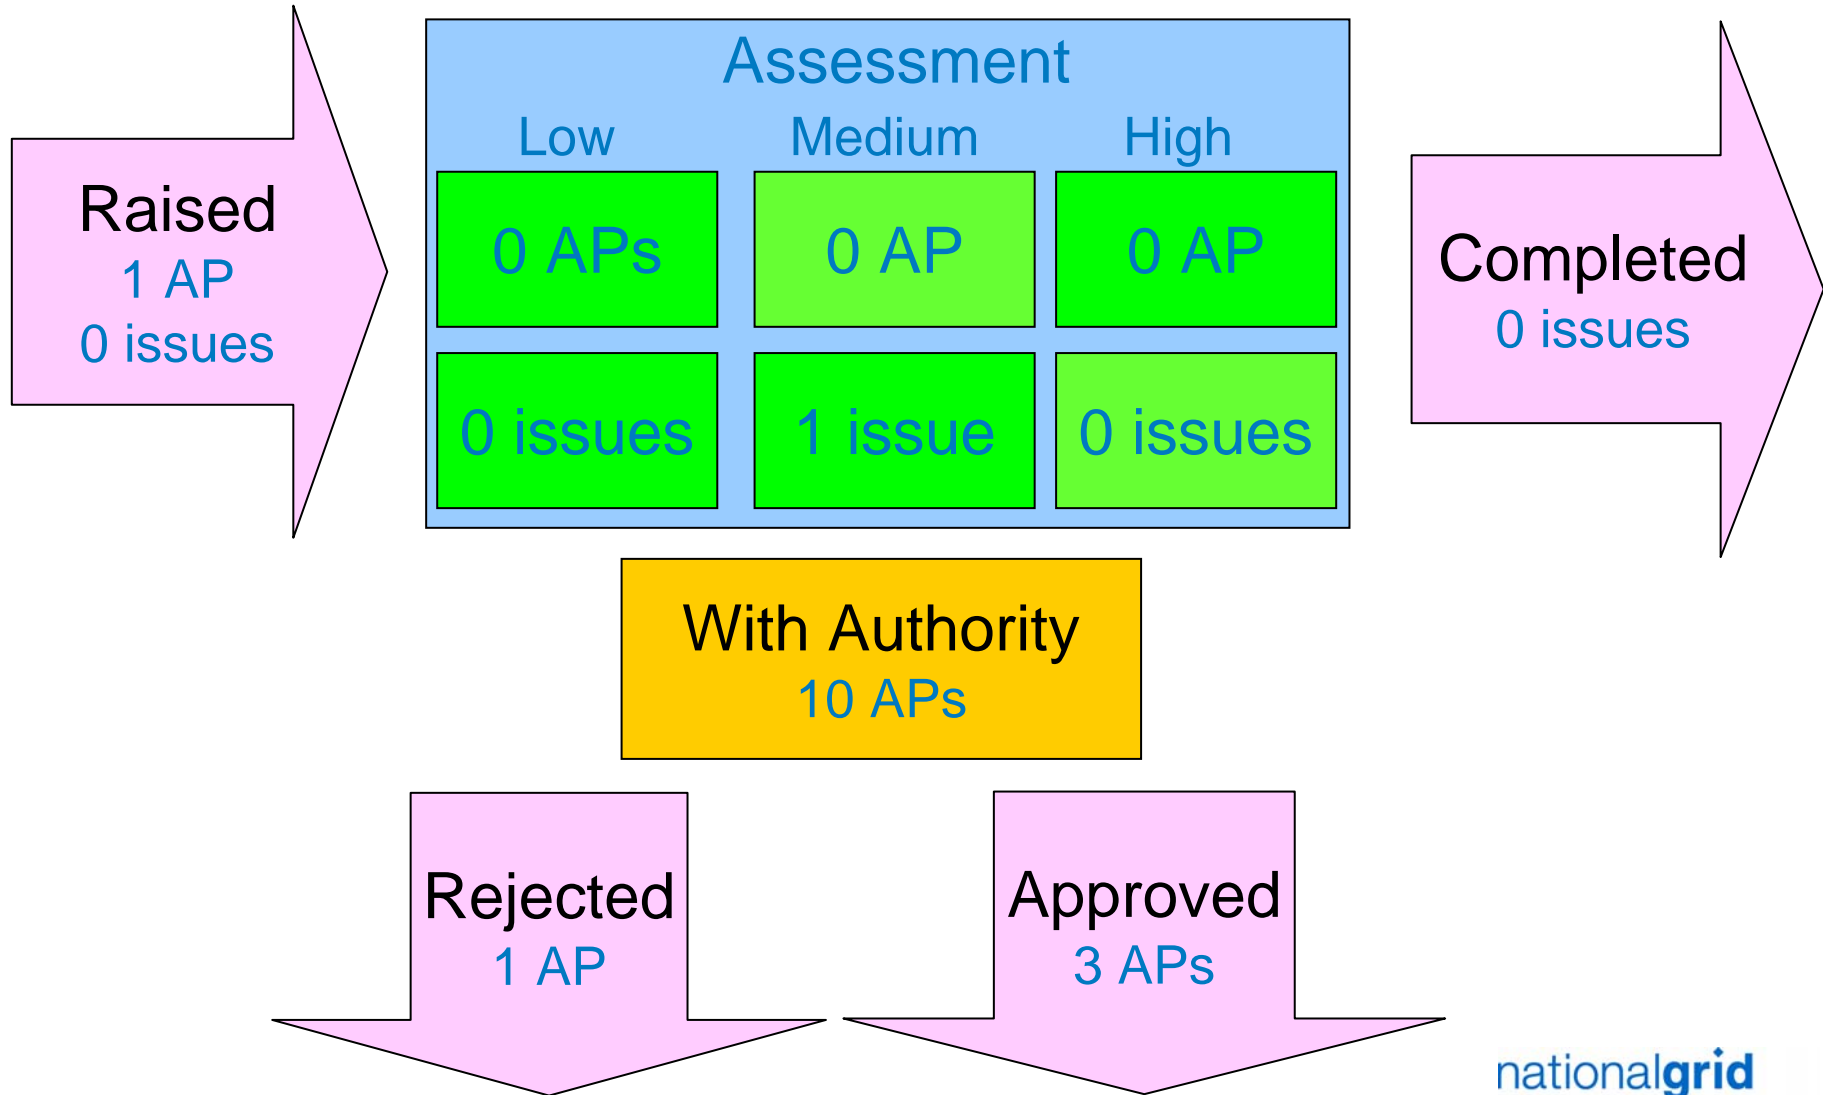 Raised
1 AP
0 issues
Assessment
Low Medium High
0 APs 0 AP 0 AP
0 issues 1 issue 0 issues
Completed
0 issues
With Authority
10 APs
Rejected
1 AP
Approved
3 APs
nationalgrid